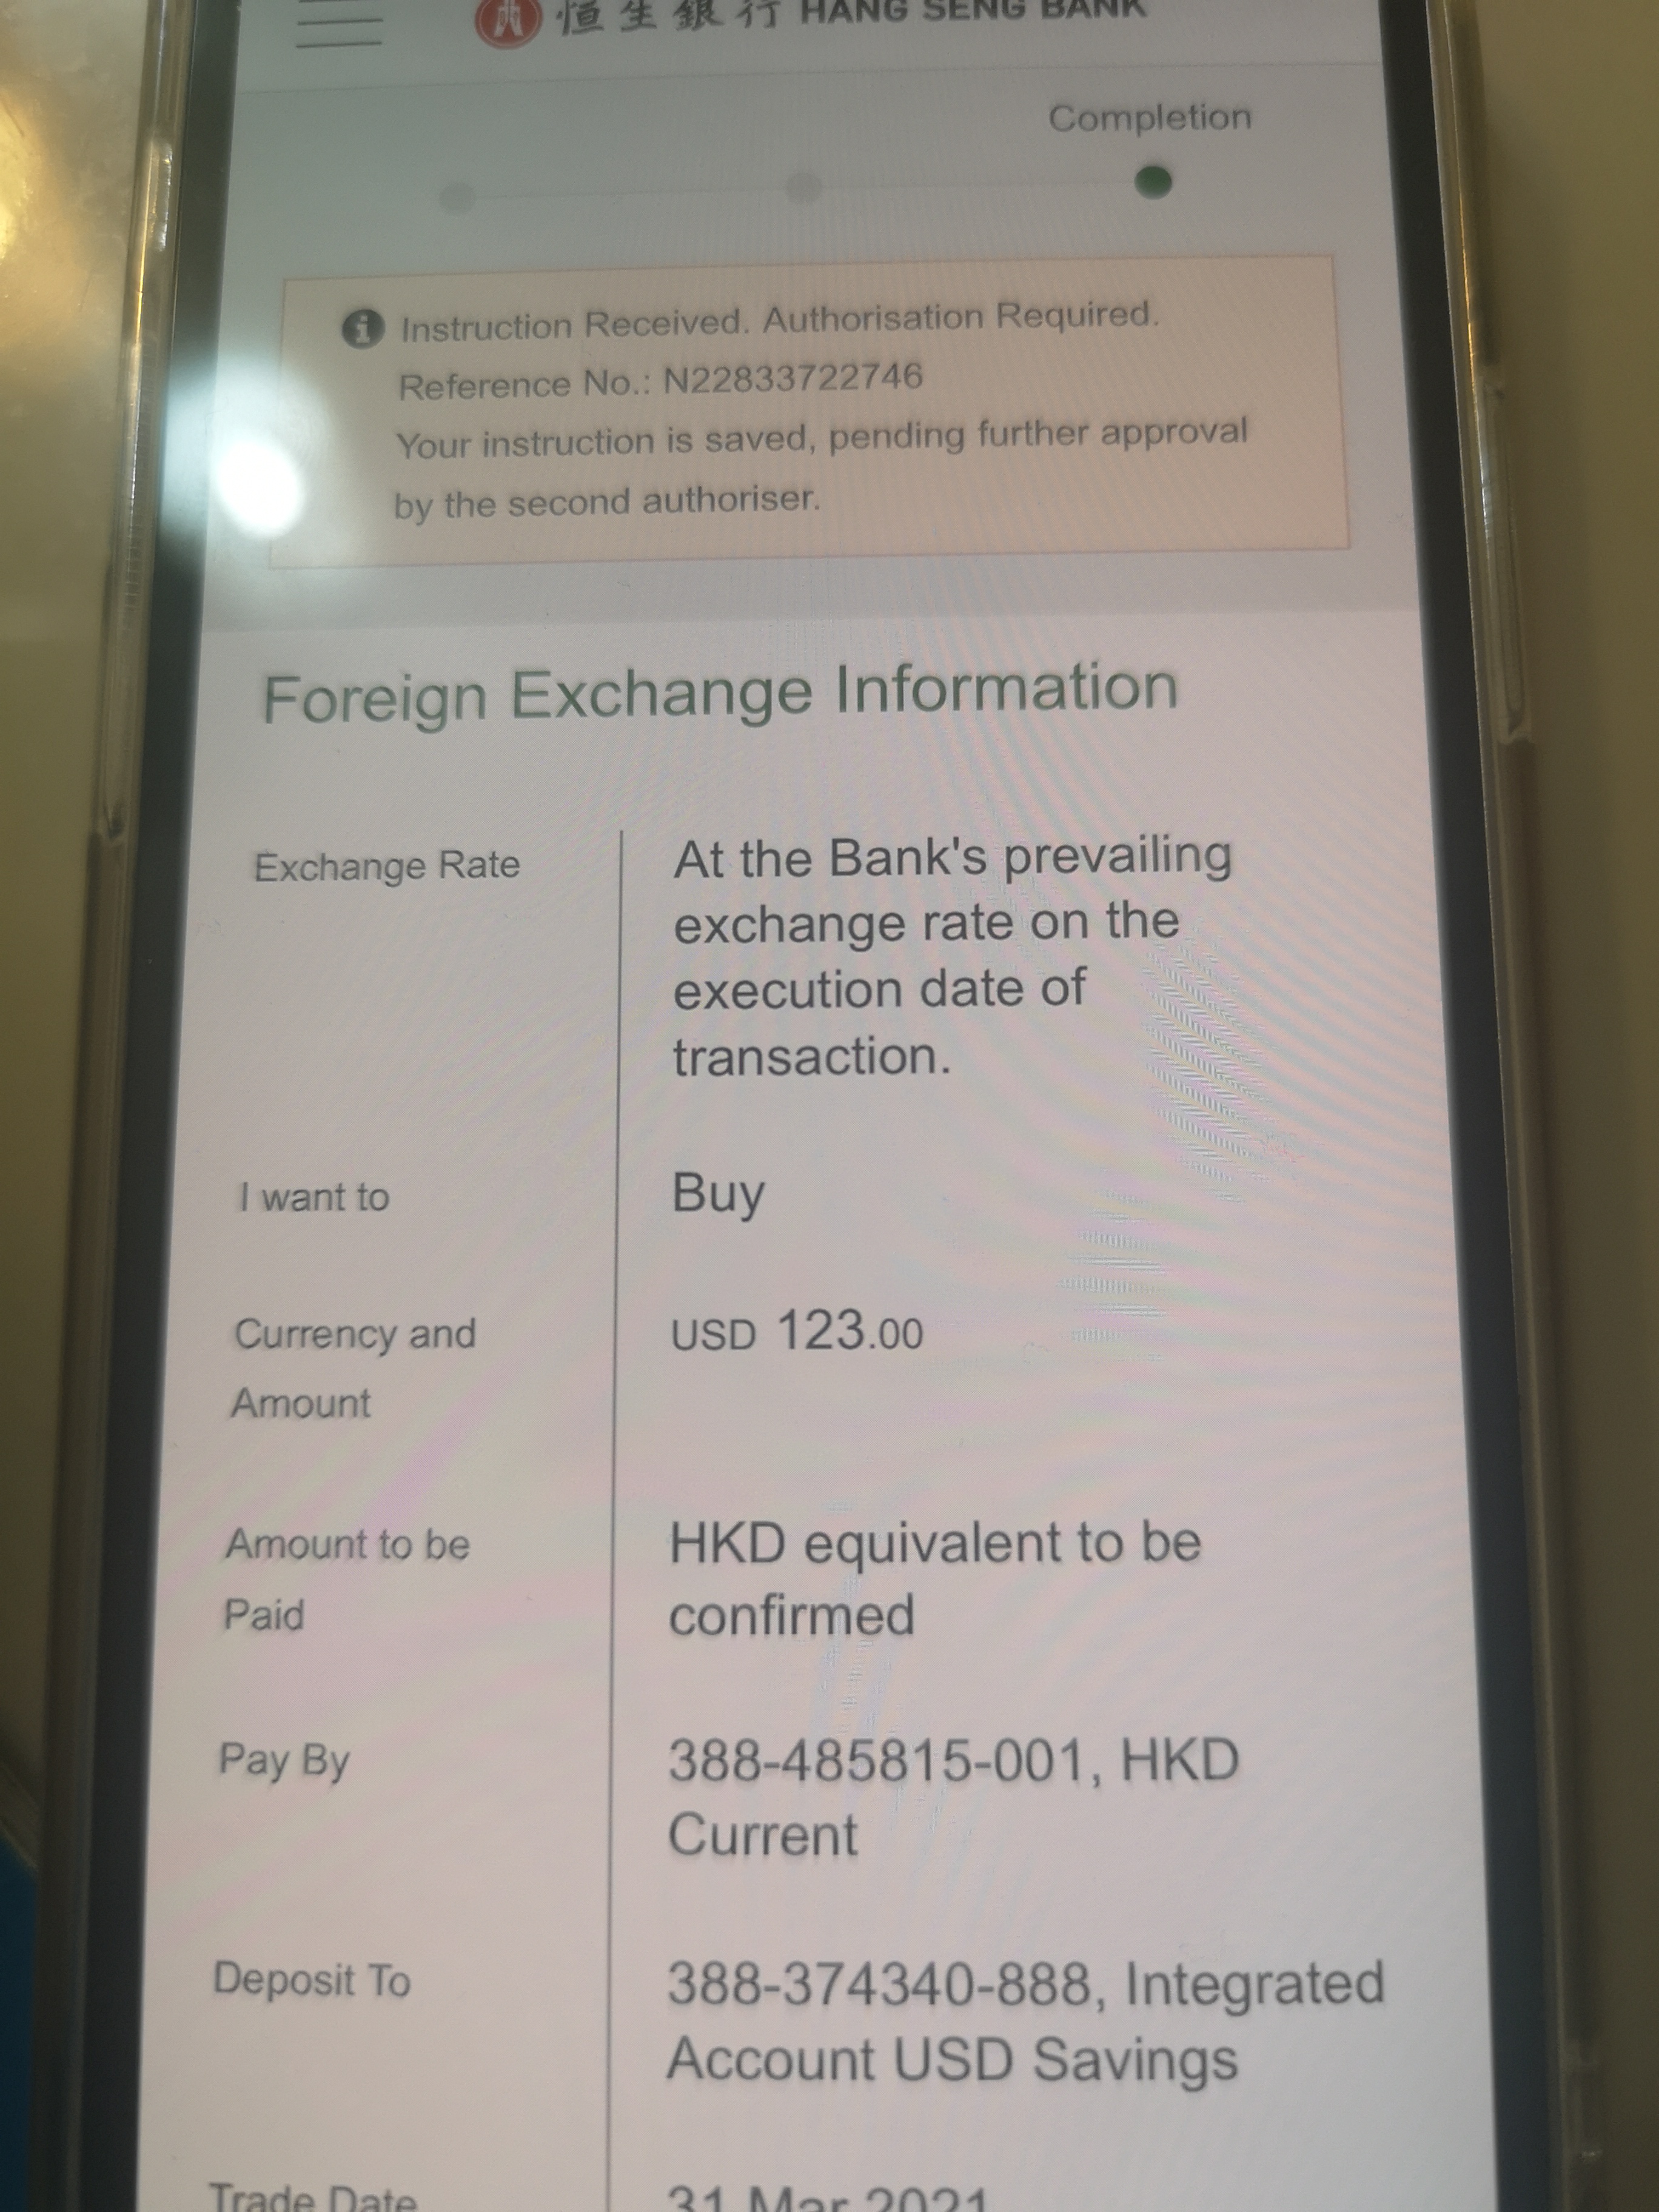 恒生銀行 HANG SENG BANK
Completion
Instruction Received. Authorisation Required.
Reference No.: N22833722746
Your instruction is saved, pending further approval
by the second authoriser.
Foreign Exchange Information
Exchange Rate
At the Bank's prevailing
exchange rate on the
execution date of
transaction.
I want to
Buy
Currency and
Amount
USD 123.00
Amount to be
Paid
HKD equivalent to be
confirmed
Pay By
388-485815-001, HKD
Current
Deposit To
388-374340-888, Integrated
Account USD Savings
Trade Date
31 Mar 2021